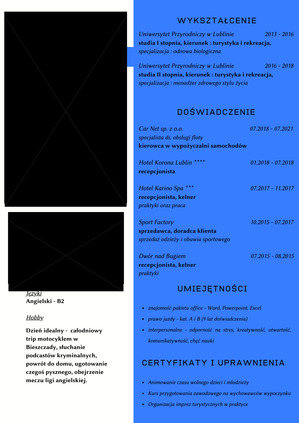 WYKSZTAŁCENIE
Uniwersytet Przyrodniczy w Lublinie 2013 - 2016
studia I stopnia, kierunek : turystyka i rekreacja,
specjalizacja : odnowa biologiczna
Uniwersytet Przyrodniczy w Lublinie 2016 - 2018
studia II stopnia, kierunek : turystyka i rekreacja,
specjalizacja : menadżer zdrowego stylu życia
DOŚWIADCZENIE
Car Net sp. z o.o. 07.2018 - 07.2021
specjalista ds. obsługi floty
kierowca w wypożyczalni samochodów
Hotel Korona Lublin **** 01.2018 - 07.2018
recepcjonista
Hotel Karino Spa *** 07.2017 - 11.2017
recepcjonista, kelner
praktyki oraz praca
Sport Factory 10.2015 - 07.2017
sprzedawca, doradca klienta
sprzedaż odzieży i obuwia sportowego
Dwór nad Bugiem 07.2015 - 08.2015
recepcjonista, kelner
praktyki
UMIEJĘTNOŚCI
• znajomość pakietu office - Word, Powerpoint, Excel
• prawo jazdy - kat. A i B (9 lat doświadczenia)
• interpersonalne - odporność na stres, kreatywność, otwartość,
komunikatywność, chęć nauki
CERTYFIKATY I UPRAWNIENIA
• Animowanie czasu wolnego dzieci i młodzieży
• Kurs przygotowania zawodowego na wychowawców wypoczynku
• Organizacja imprez turystycznych w praktyce
Języki
Angielski - B2
Hobby
Dzień idealny - całodniowy
trip motocyklem w
Bieszczady, słuchanie
podcastów kryminalnych,
powrót do domu, ugotowanie
czegoś pysznego, obejrzenie
meczu ligi angielskiej.